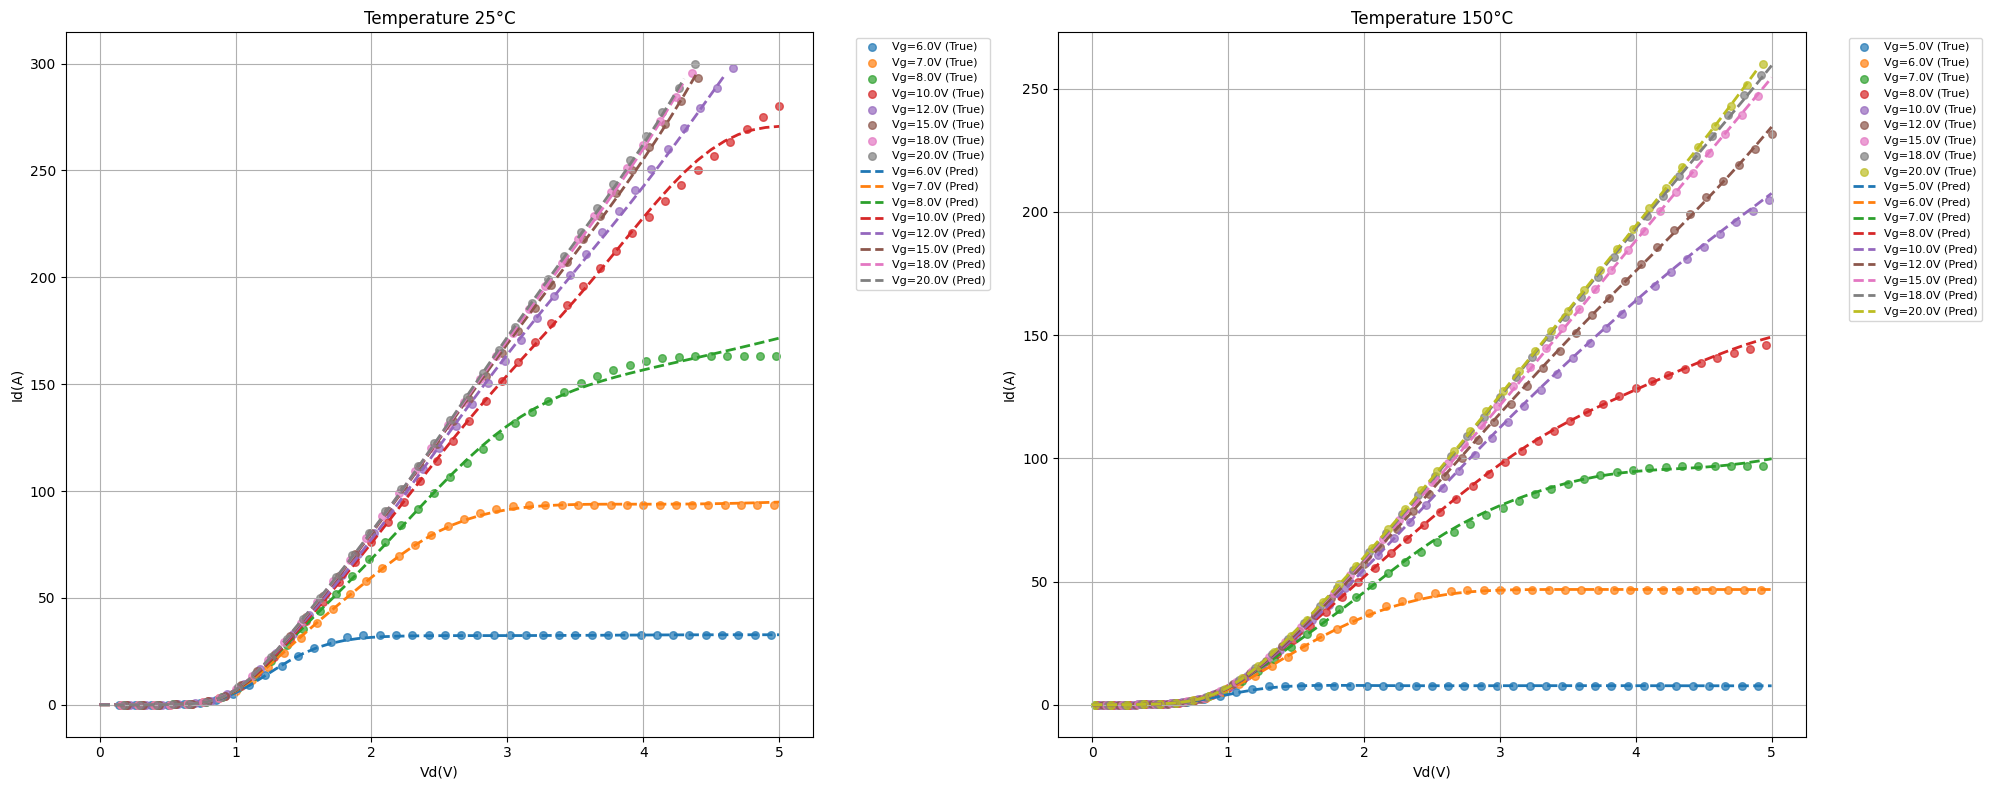 Temperature 25°C
Id(A)
300
250
200
150
100
50
0
0 1 2 3 4 5
Vd(V)
Vg=6.0V (True)
Vg=7.0V (True)
Vg=8.0V (True)
Vg=10.0V (True)
Vg=12.0V (True)
Vg=15.0V (True)
Vg=18.0V (True)
Vg=20.0V (True)
Vg=6.0V (Pred)
Vg=7.0V (Pred)
Vg=8.0V (Pred)
Vg=10.0V (Pred)
Vg=12.0V (Pred)
Vg=15.0V (Pred)
Vg=18.0V (Pred)
Vg=20.0V (Pred)
Temperature 150°C
Id(A)
250
200
150
100
50
0
0 1 2 3 4 5
Vd(V)
Vg=5.0V (True)
Vg=6.0V (True)
Vg=7.0V (True)
Vg=8.0V (True)
Vg=10.0V (True)
Vg=12.0V (True)
Vg=15.0V (True)
Vg=18.0V (True)
Vg=20.0V (True)
Vg=5.0V (Pred)
Vg=6.0V (Pred)
Vg=7.0V (Pred)
Vg=8.0V (Pred)
Vg=10.0V (Pred)
Vg=12.0V (Pred)
Vg=15.0V (Pred)
Vg=18.0V (Pred)
Vg=20.0V (Pred)